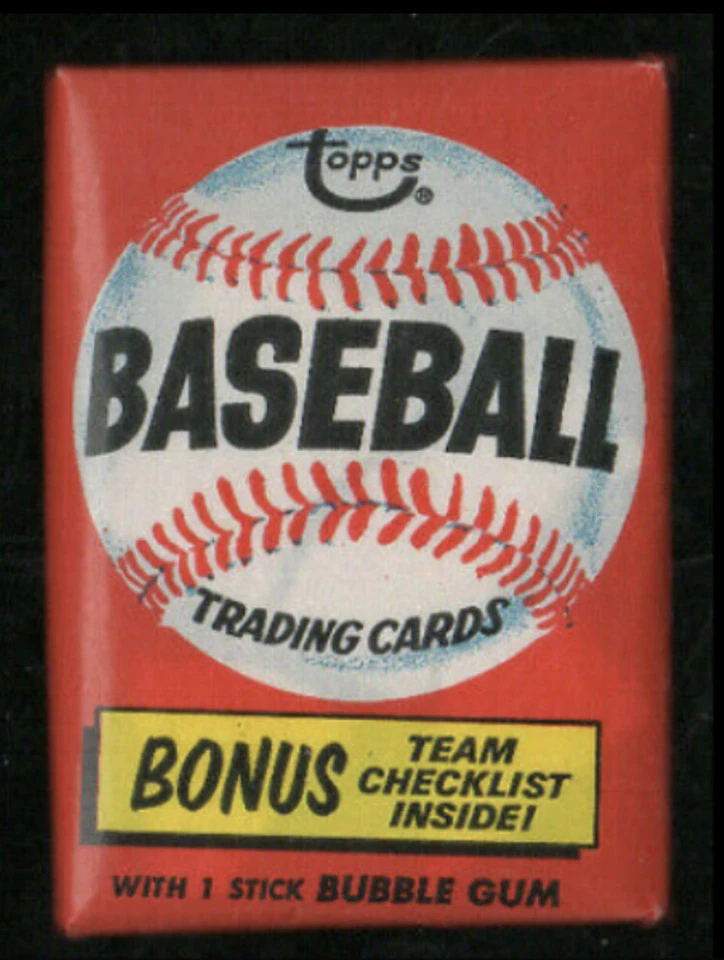 topps®
BASEBALL
TRADING CARDS
BONUS
TEAM
CHECKLIST
INSIDE!
WITH 1 STICK BUBBLE GUM